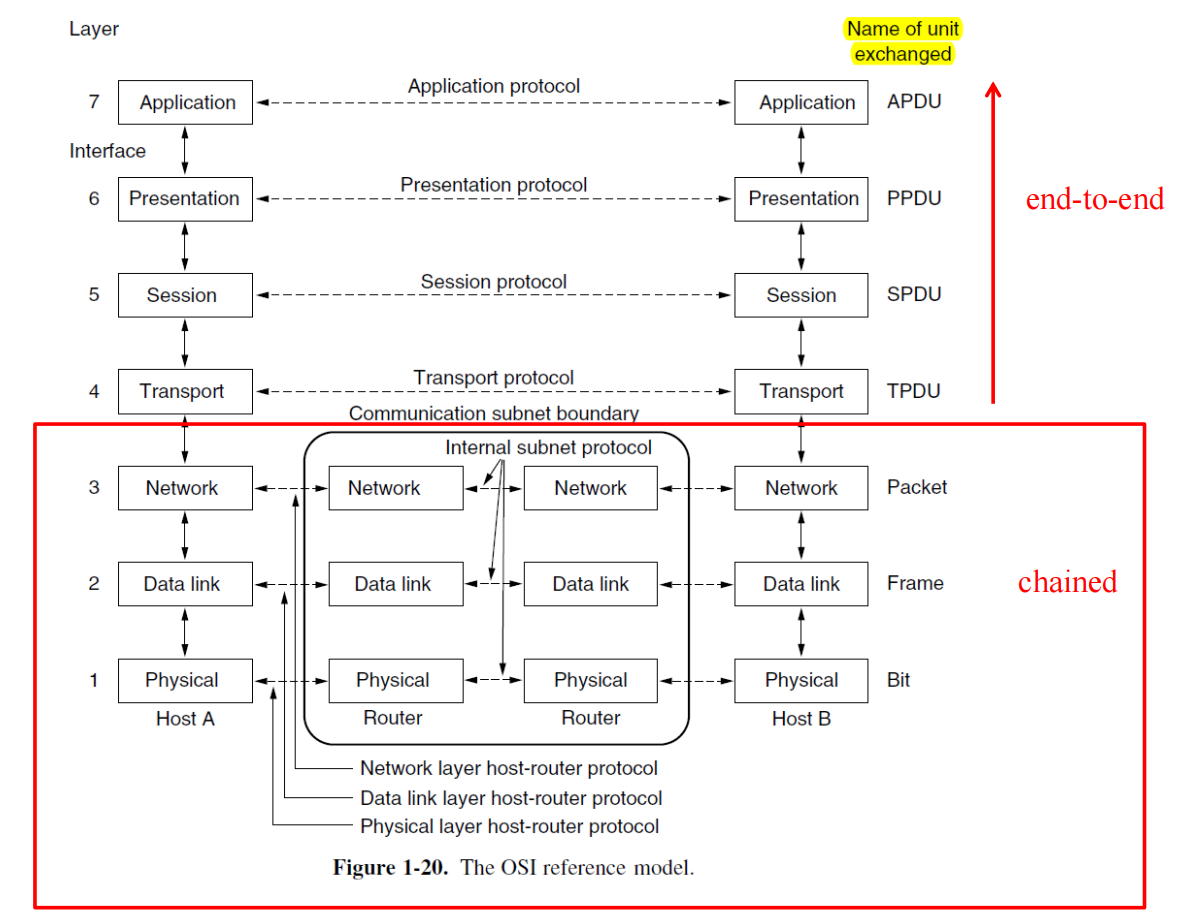 Layer
Name of unit
exchanged
7 Application Application protocol Application APDU
Interface
6 Presentation Presentation protocol Presentation PPDU
end-to-end
5 Session Session protocol Session SPDU
4 Transport Transport protocol Transport TPDU
Communication subnet boundary
Internal subnet protocol
3 Network Network Network Network Packet
2 Data link Data link Data link Data link Frame
chained
1 Physical Physical Physical Physical Bit
Host A Router Router Host B
Network layer host-router protocol
Data link layer host-router protocol
Physical layer host-router protocol
Figure 1-20. The OSI reference model.